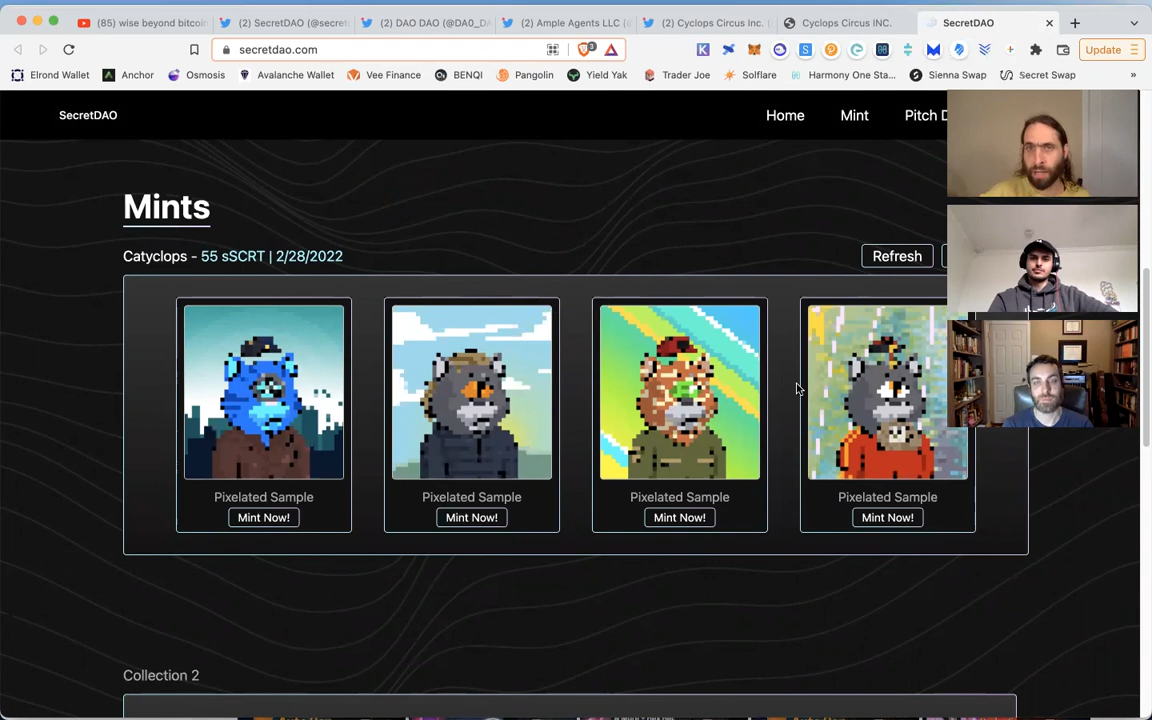 (85) wise beyond bitcoin
(2) SecretDAO (@secret
(2) DAO DAO (@DA0_DA
(2) Ample Agents LLC (@
(2) Cyclops Circus Inc. (
Cyclops Circus INC.
SecretDAO
secretdao.com
3
Update
Elrond Wallet
Anchor
Osmosis
Avalanche Wallet
Vee Finance
BENQI
Pangolin
Yield Yak
Trader Joe
Solflare
Harmony One Sta...
Sienna Swap
Secret Swap
»
SecretDAO
Home
Mint
Pitch D
Mints
Catyclops - 55 sSCRT | 2/28/2022
Refresh
Pixelated Sample
Mint Now!
Pixelated Sample
Mint Now!
Pixelated Sample
Mint Now!
Pixelated Sample
Mint Now!
Collection 2